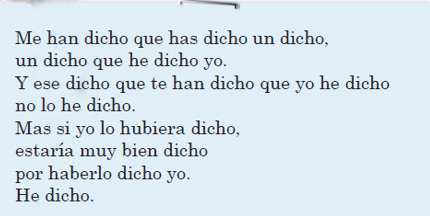 Me han dicho que has dicho un dicho,
un dicho que he dicho yo.
Y ese dicho que te han dicho que yo he dicho
no lo he dicho.
Mas si yo lo hubiera dicho,
estaría muy bien dicho
por haberlo dicho yo.
He dicho.